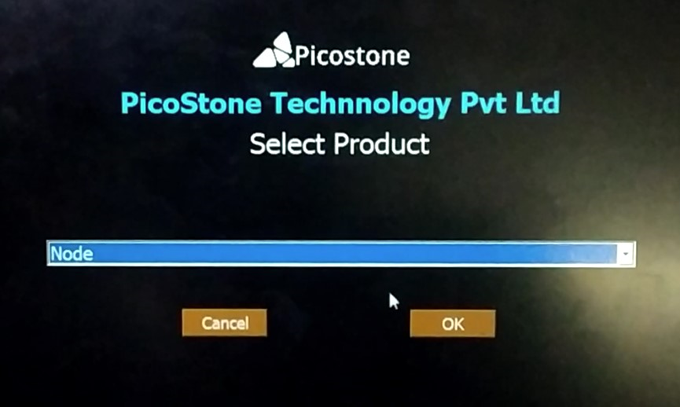 Picostone
PicoStone Technnology Pvt Ltd
Select Product
Node
Cancel
OK